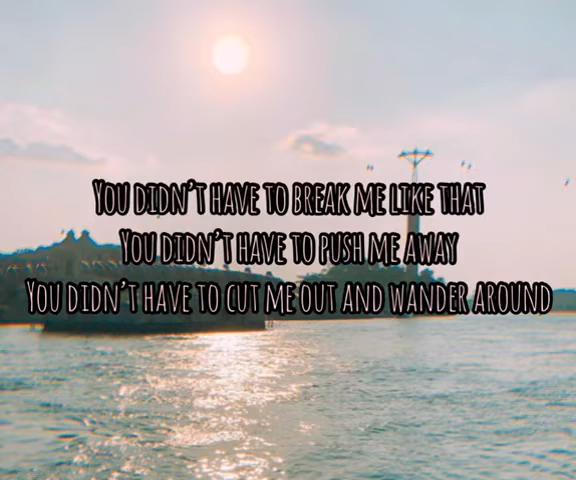 You didn't have to break me like that
You didn't have to push me away
You didn't have to cut me out and wander around